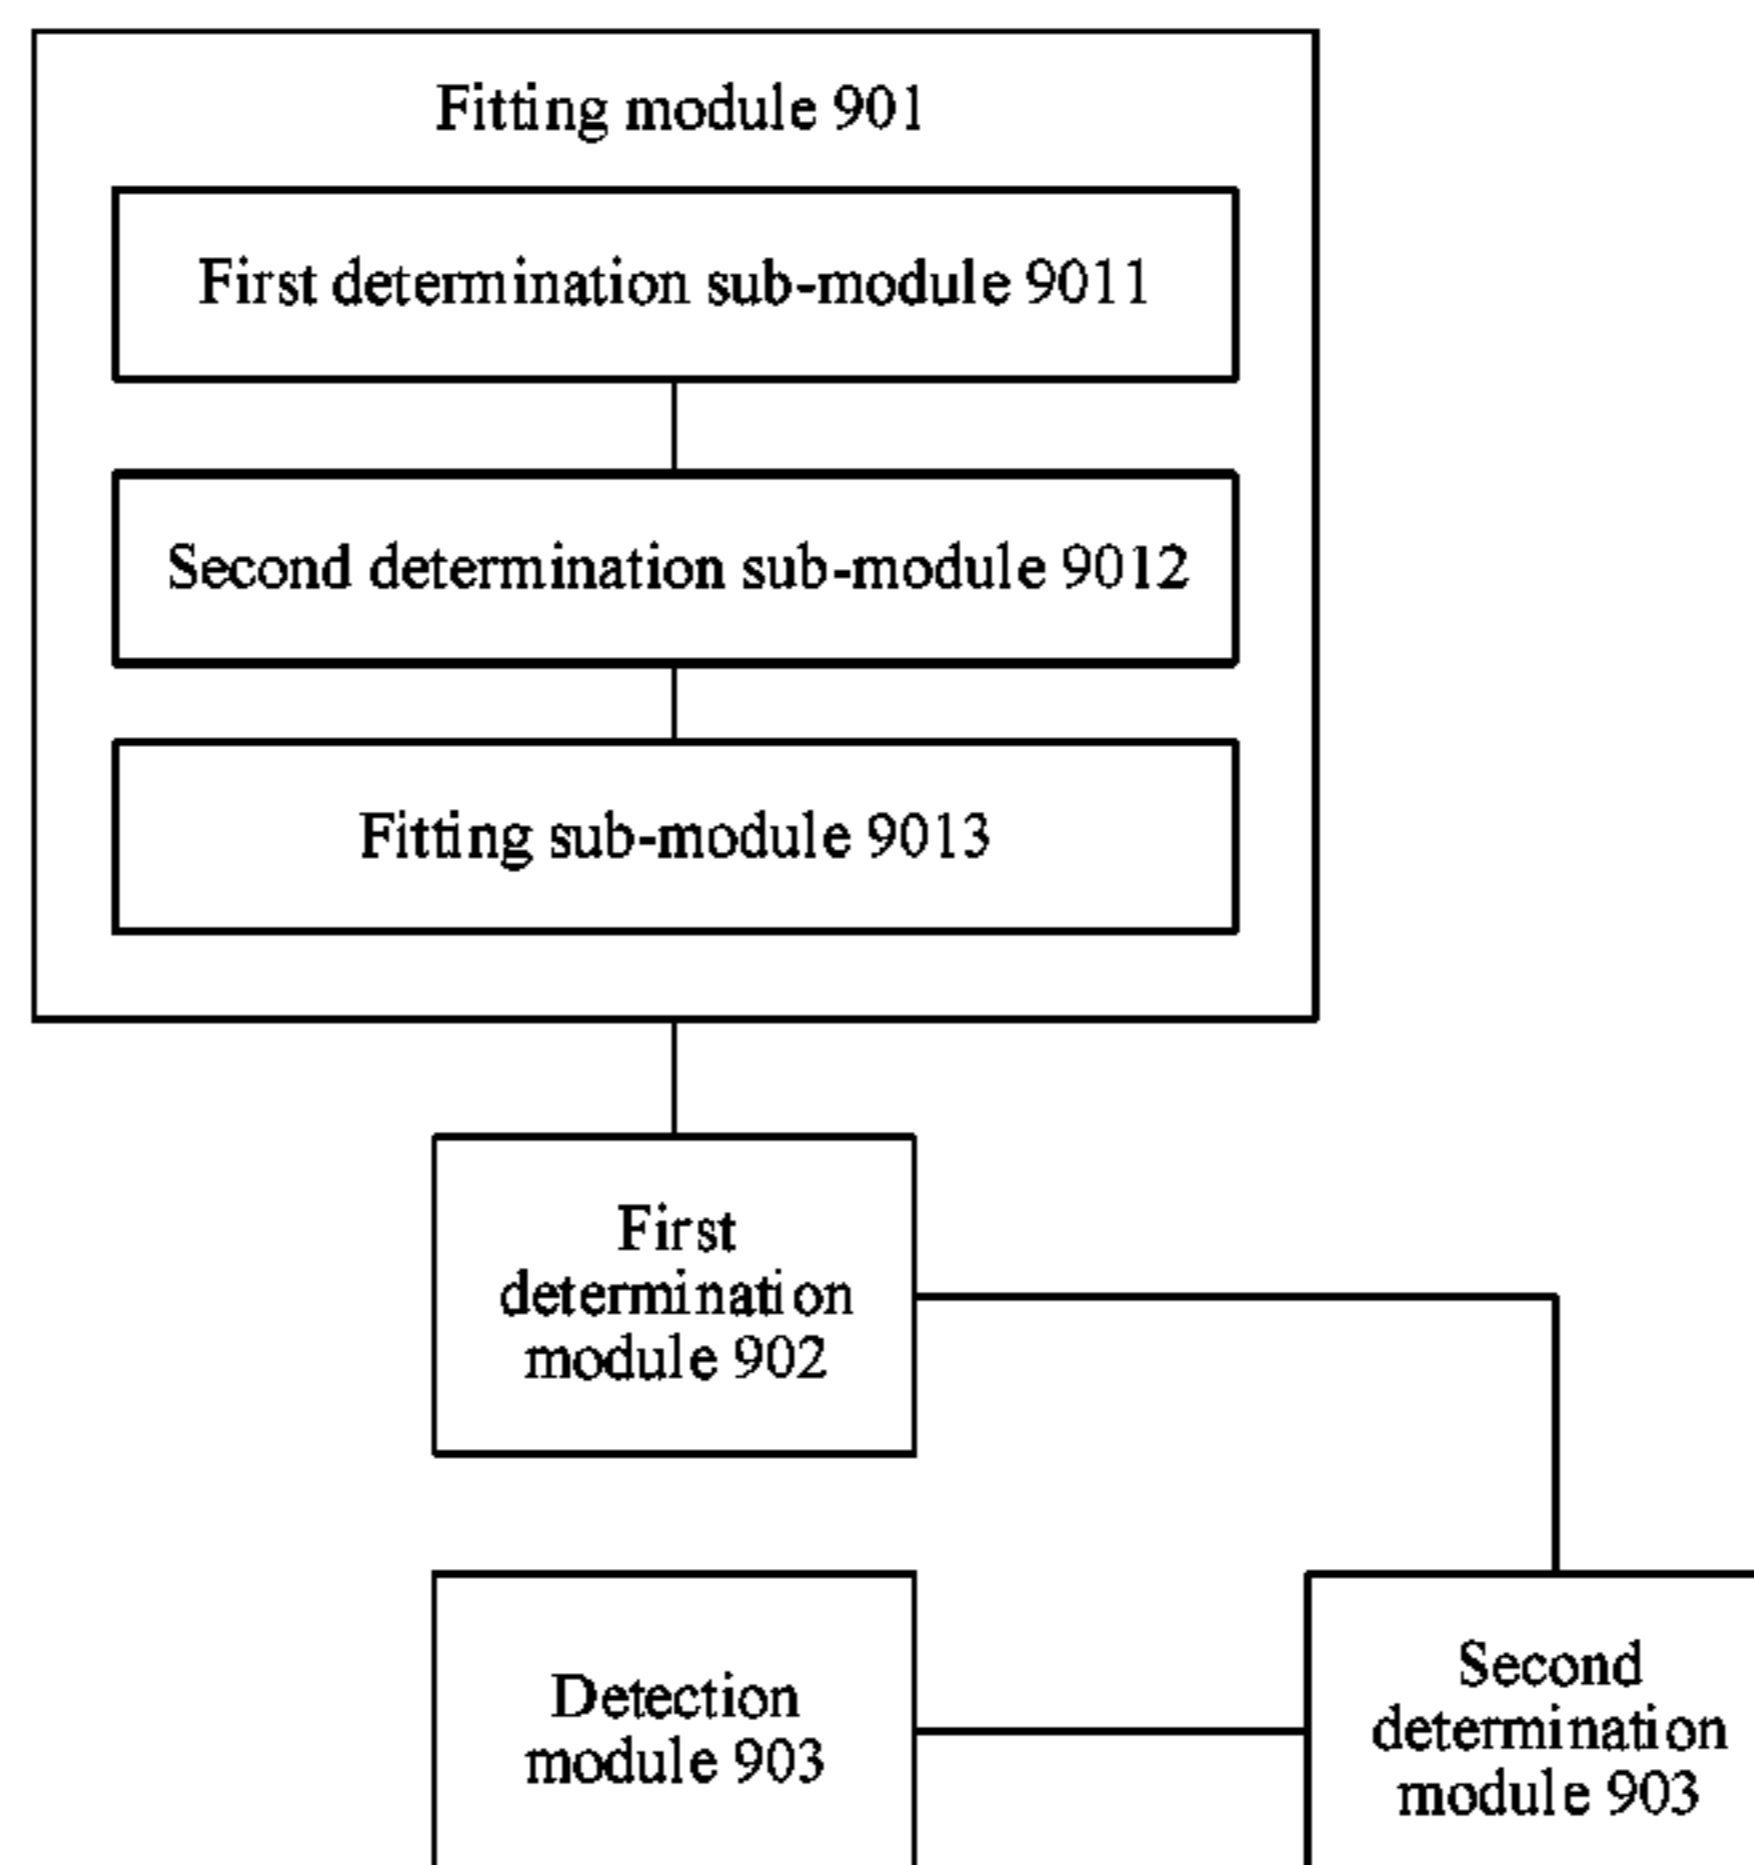 Fitting module 901
First determination sub-module 9011
Second determination sub-module 9012
Fitting sub-module 9013
First
determination
module 902
Detection
module 903
Second
determination
module 903